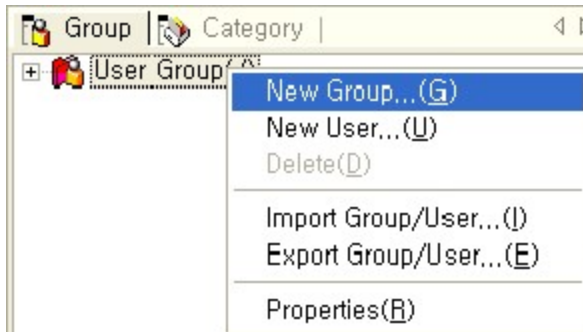 Group Category
User Group(
New Group...(G)
New User...(U)
Delete(D)
Import Group/User...(I)
Export Group/User...(E)
Properties(R)